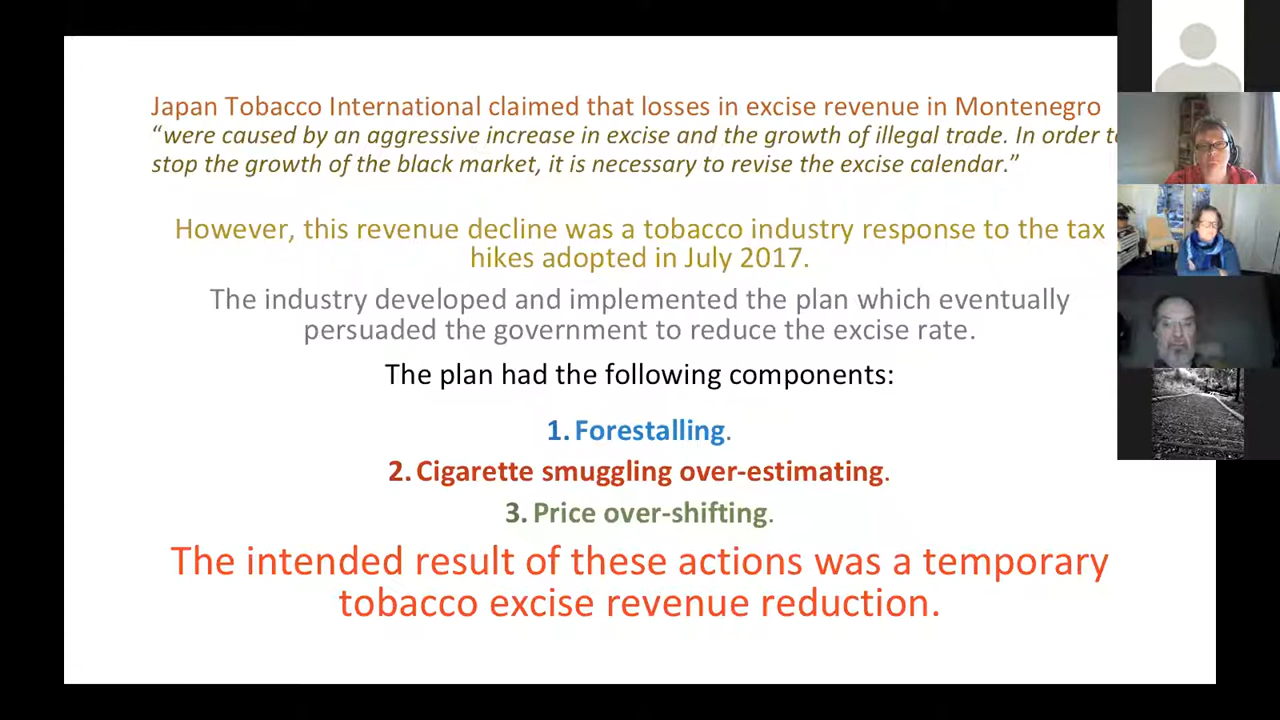 Japan Tobacco International claimed that losses in excise revenue in Montenegro
“were caused by an aggressive increase in excise and the growth of illegal trade. In order t
stop the growth of the black market, it is necessary to revise the excise calendar.”
However, this revenue decline was a tobacco industry response to the tax
hikes adopted in July 2017.
The industry developed and implemented the plan which eventually
persuaded the government to reduce the excise rate.
The plan had the following components:
1. Forestalling.
2. Cigarette smuggling over-estimating.
3. Price over-shifting.
The intended result of these actions was a temporary
tobacco excise revenue reduction.